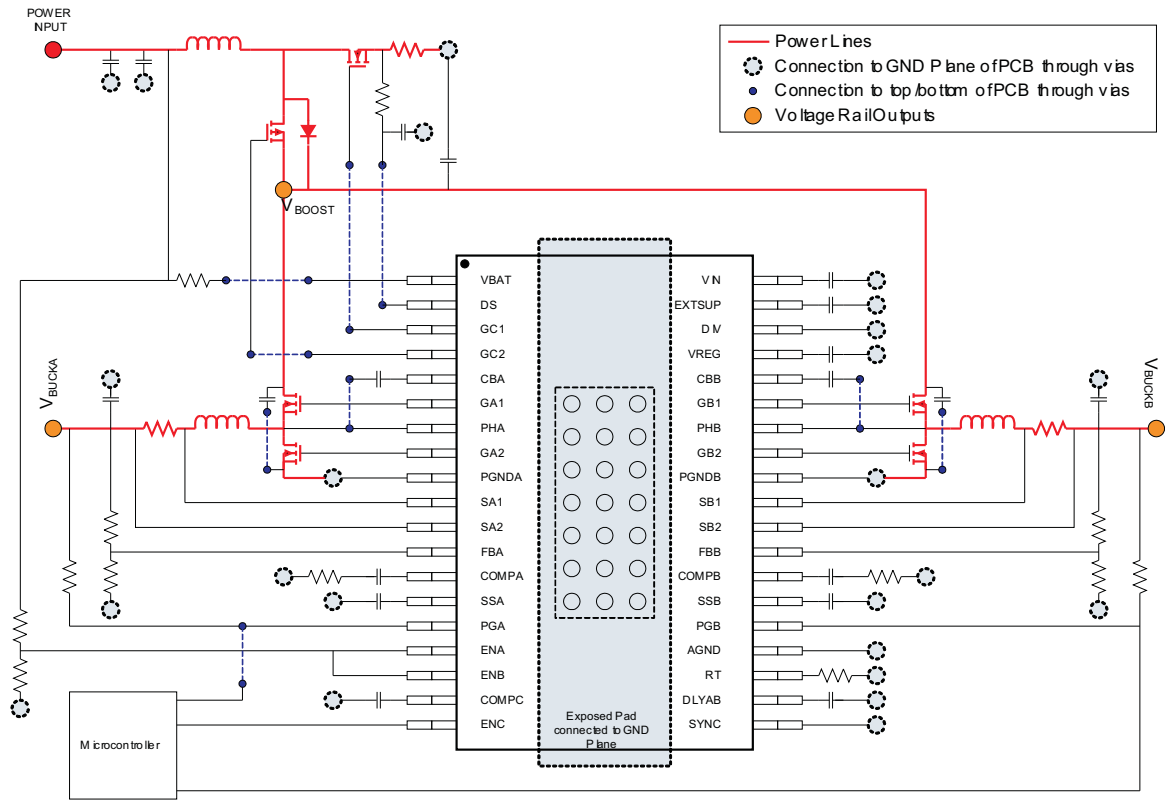 POWER
INPUT
Power Lines
Connection to GND Plane of PCB through vias
Connection to top/bottom of PCB through vias
Voltage Rail Outputs
VBOOST
VBAT
DS
GC1
GC2
CBA
GA1
PHA
GA2
PGNDA
SA1
SA2
FBA
COMPA
SSA
PGA
ENA
ENB
COMPC
ENC
VIN
EXTSUP
DIV
VREG
CBB
GB1
PHB
GB2
PGNDB
SB1
SB2
FBB
COMPB
SSB
PGB
AGND
RT
DLYAB
SYNC
VBUCKA
VBUCKB
Exposed Pad
connected to GND
Plane
Microcontroller